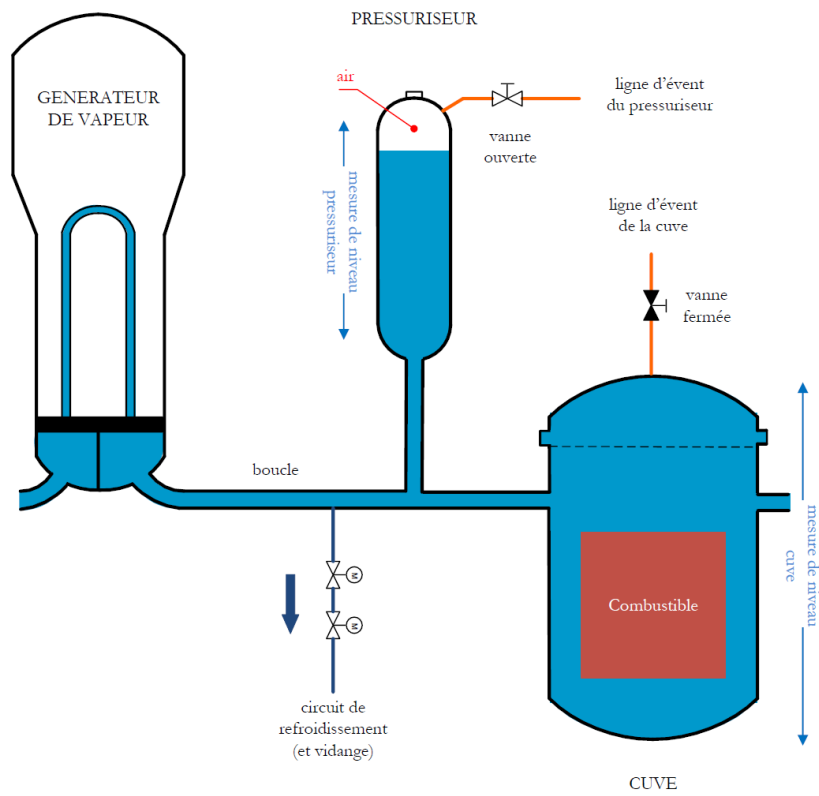 PRESSURISEUR
GENERATEUR
DE VAPEUR
air
ligne d'évent
du pressuriseur
vanne
ouverte
mesure de niveau
pressuriseur
ligne d'évent
de la cuve
vanne
fermée
boucle
mesure de niveau
cuve
Combustible
M
M
circuit de
refroidissement
(et vidange)
CUVE